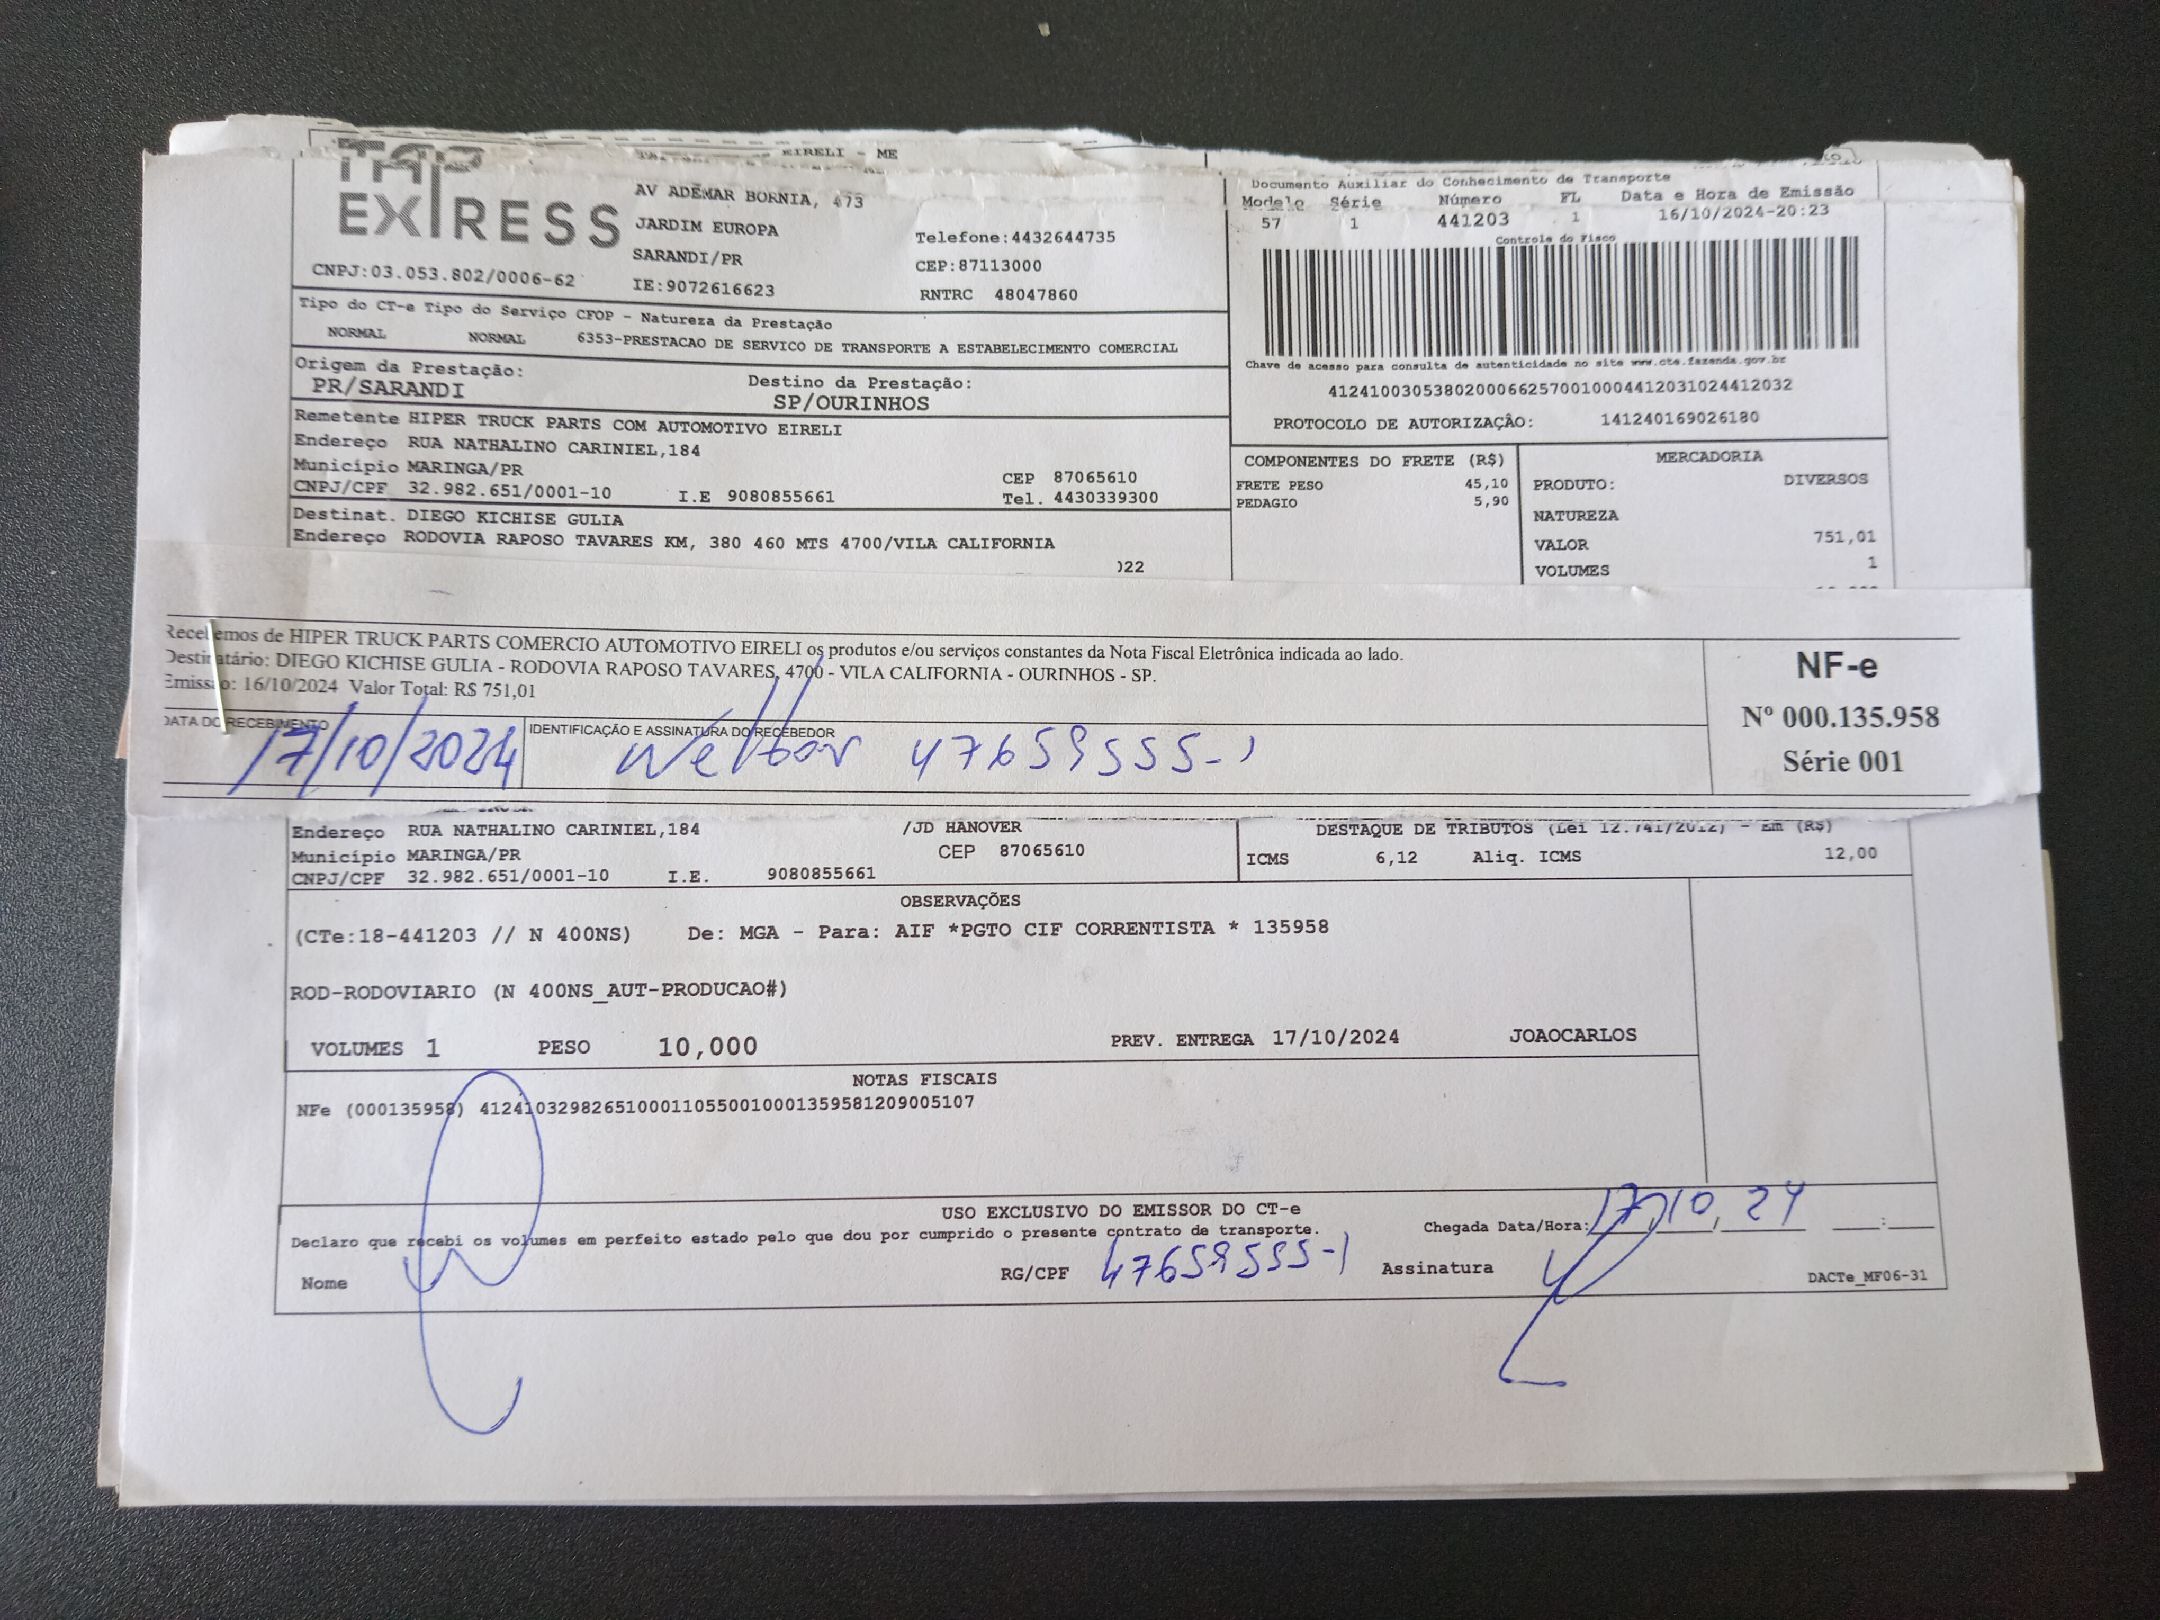 EIRELI - ME
EXPRESS
AV ADEMAR BORNIA, 473
JARDIM EUROPA
SARANDI/PR
Telefone:4432644735
CEP:87113000
CNPJ:03.053.802/0006-62
IE:9072616623
RNTRC 48047860
Documento Auxiliar do Conhecimento de Transporte
Modelo Série Número FL Data e Hora de Emissão
57 1 441203 1 16/10/2024-20:23
Controle do Fisco
Chave de acesso para consulta de autenticidade no site www.cte.fazenda.gov.br
41241003053802000662570010004412031024412032
PROTOCOLO DE AUTORIZAÇÂO: 141240169026180
Tipo do CT-e Tipo do Serviço CFOP - Natureza da Prestação
NORMAL NORMAL 6353-PRESTACAO DE SERVICO DE TRANSPORTE A ESTABELECIMENTO COMERCIAL
Origem da Prestação: Destino da Prestação:
PR/SARANDI SP/OURINHOS
Remetente HIPER TRUCK PARTS COM AUTOMOTIVO EIRELI
Endereço RUA NATHALINO CARINIEL,184
Município MARINGA/PR CEP 87065610
CNPJ/CPF 32.982.651/0001-10 I.E 9080855661 Tel. 4430339300
Destinat. DIEGO KICHISE GULIA
Endereço RODOVIA RAPOSO TAVARES KM, 380 460 MTS 4700/VILA CALIFORNIA
)22
COMPONENTES DO FRETE (R$)
FRETE PESO 45,10
PEDAGIO 5,90
MERCADORIA
PRODUTO: DIVERSOS
NATUREZA
VALOR 751,01
VOLUMES 1
Recebemos de HIPER TRUCK PARTS COMERCIO AUTOMOTIVO EIRELI os produtos e/ou serviços constantes da Nota Fiscal Eletrônica indicada ao lado.
Destinatário: DIEGO KICHISE GULIA - RODOVIA RAPOSO TAVARES, 4700 - VILA CALIFORNIA - OURINHOS - SP.
Emissão: 16/10/2024 Valor Total: R$ 751,01
DATA DO RECEBIMENTO IDENTIFICAÇÃO E ASSINATURA DO RECEBEDOR
17/10/2024 47659555-1
NF-e
Nº 000.135.958
Série 001
Endereço RUA NATHALINO CARINIEL,184 /JD HANOVER
Município MARINGA/PR CEP 87065610
CNPJ/CPF 32.982.651/0001-10 I.E. 9080855661
DESTAQUE DE TRIBUTOS (Lei 12.741/2012) - Em (R$)
ICMS 6,12 Aliq. ICMS 12,00
OBSERVAÇÕES
(CTe:18-441203 // N 400NS) De: MGA - Para: AIF *PGTO CIF CORRENTISTA * 135958
ROD-RODOVIARIO (N 400NS_AUT-PRODUCAO#)
VOLUMES 1 PESO 10,000 PREV. ENTREGA 17/10/2024 JOAOCARLOS
NOTAS FISCAIS
NFe (000135958) 41241032982651000110550010001359581209005107
USO EXCLUSIVO DO EMISSOR DO CT-e
Declaro que recebi os volumes em perfeito estado pelo que dou por cumprido o presente contrato de transporte.
Chegada Data/Hora: 17/10, 24 :
Nome RG/CPF 47659555-1 Assinatura
DACTe_MF06-31